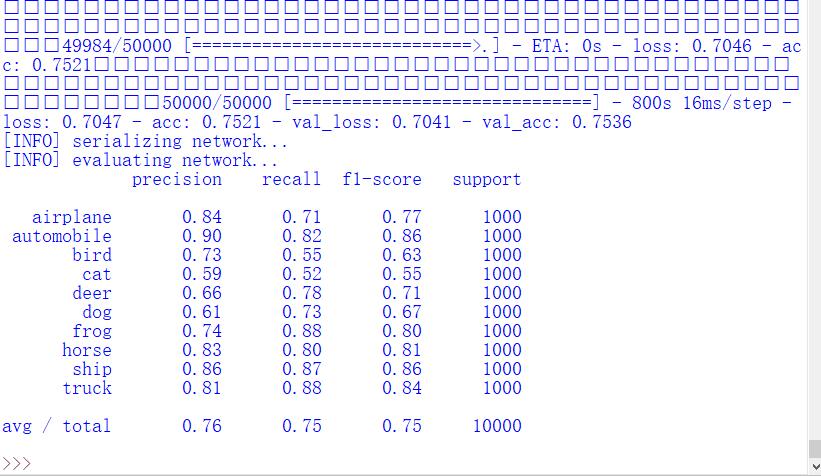 49984/50000 [============================>.] - ETA: 0s - loss: 0.7046 - ac
c: 0.7521
50000/50000 [==============================] - 800s 16ms/step -
loss: 0.7047 - acc: 0.7521 - val_loss: 0.7041 - val_acc: 0.7536
[INFO] serializing network...
[INFO] evaluating network...
precision recall f1-score support
airplane 0.84 0.71 0.77 1000
automobile 0.90 0.82 0.86 1000
bird 0.73 0.55 0.63 1000
cat 0.59 0.52 0.55 1000
deer 0.66 0.78 0.71 1000
dog 0.61 0.73 0.67 1000
frog 0.74 0.88 0.80 1000
horse 0.83 0.80 0.81 1000
ship 0.86 0.87 0.86 1000
truck 0.81 0.88 0.84 1000
avg / total 0.76 0.75 0.75 10000
>>>